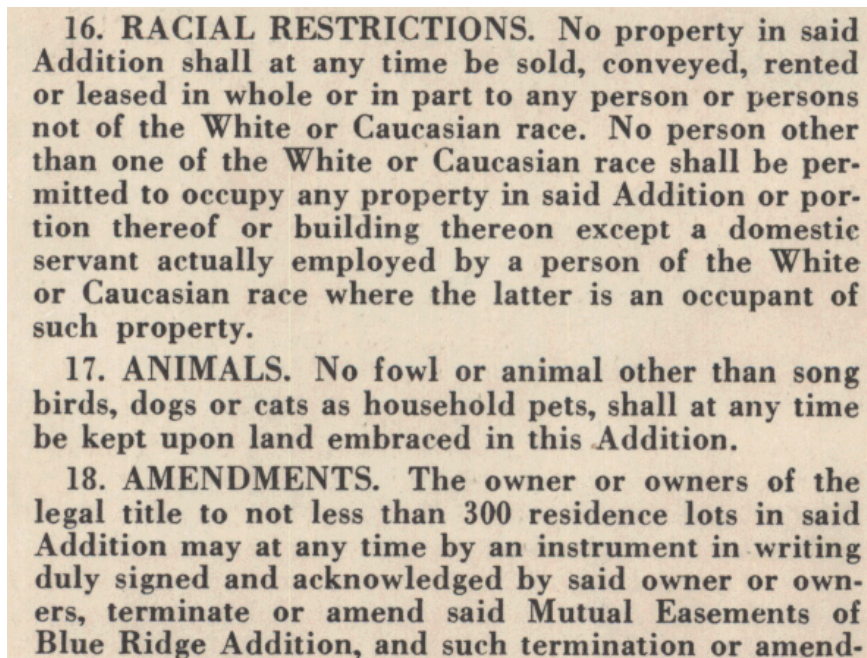 16. RACIAL RESTRICTIONS. No property in said
Addition shall at any time be sold, conveyed, rented
or leased in whole or in part to any person or persons
not of the White or Caucasian race. No person other
than one of the White or Caucasian race shall be per-
mitted to occupy any property in said Addition or por-
tion thereof or building thereon except a domestic
servant actually employed by a person of the White
or Caucasian race where the latter is an occupant of
such property.
17. ANIMALS. No fowl or animal other than song
birds, dogs or cats as household pets, shall at any time
be kept upon land embraced in this Addition.
18. AMENDMENTS. The owner or owners of the
legal title to not less than 300 residence lots in said
Addition may at any time by an instrument in writing
duly signed and acknowledged by said owner or own-
ers, terminate or amend said Mutual Easements of
Blue Ridge Addition, and such termination or amend-